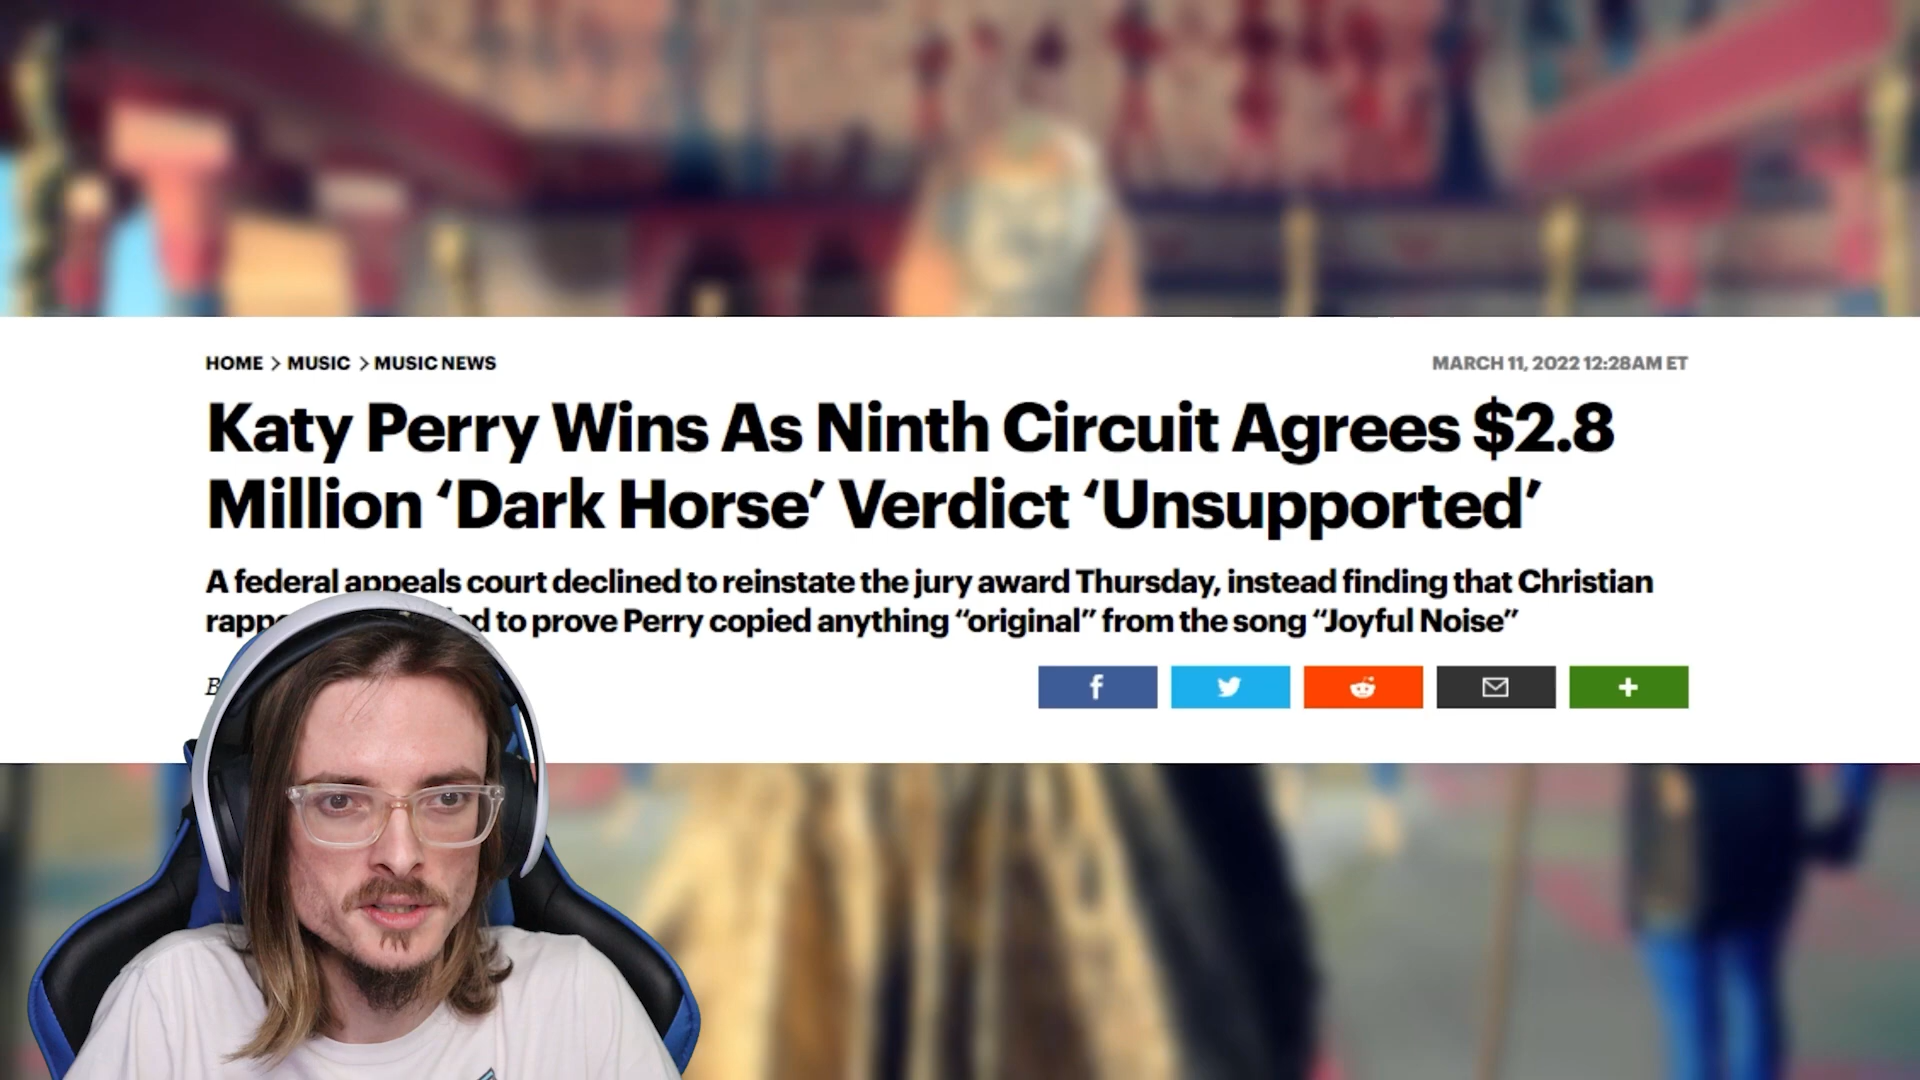 HOME > MUSIC > MUSIC NEWS
MARCH 11, 2022 12:28AM ET
Katy Perry Wins As Ninth Circuit Agrees $2.8
Million ‘Dark Horse’ Verdict ‘Unsupported’
A federal appeals court declined to reinstate the jury award Thursday, instead finding that Christian
to prove Perry copied anything “original” from the song “Joyful Noise”